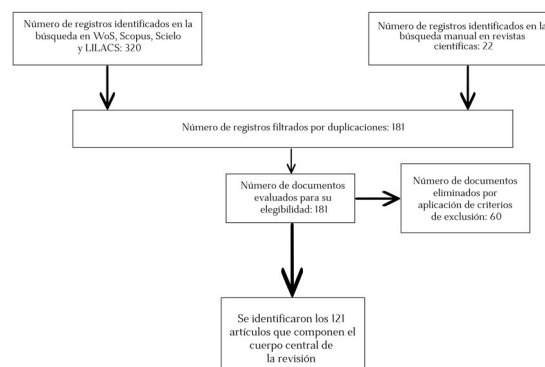 Número de registros identificados en la
búsqueda en WoS, Scopus, Scielo
y LILACS: 320
Número de registros identificados en la
búsqueda manual en revistas
científicas: 22
Número de registros filtrados por duplicaciones: 181
Número de documentos
evaluados para su
elegibilidad: 181
Número de documentos
eliminados por
aplicación de criterios
de exclusión: 60
Se identificaron los 121
artículos que componen el
cuerpo central de
la revisión